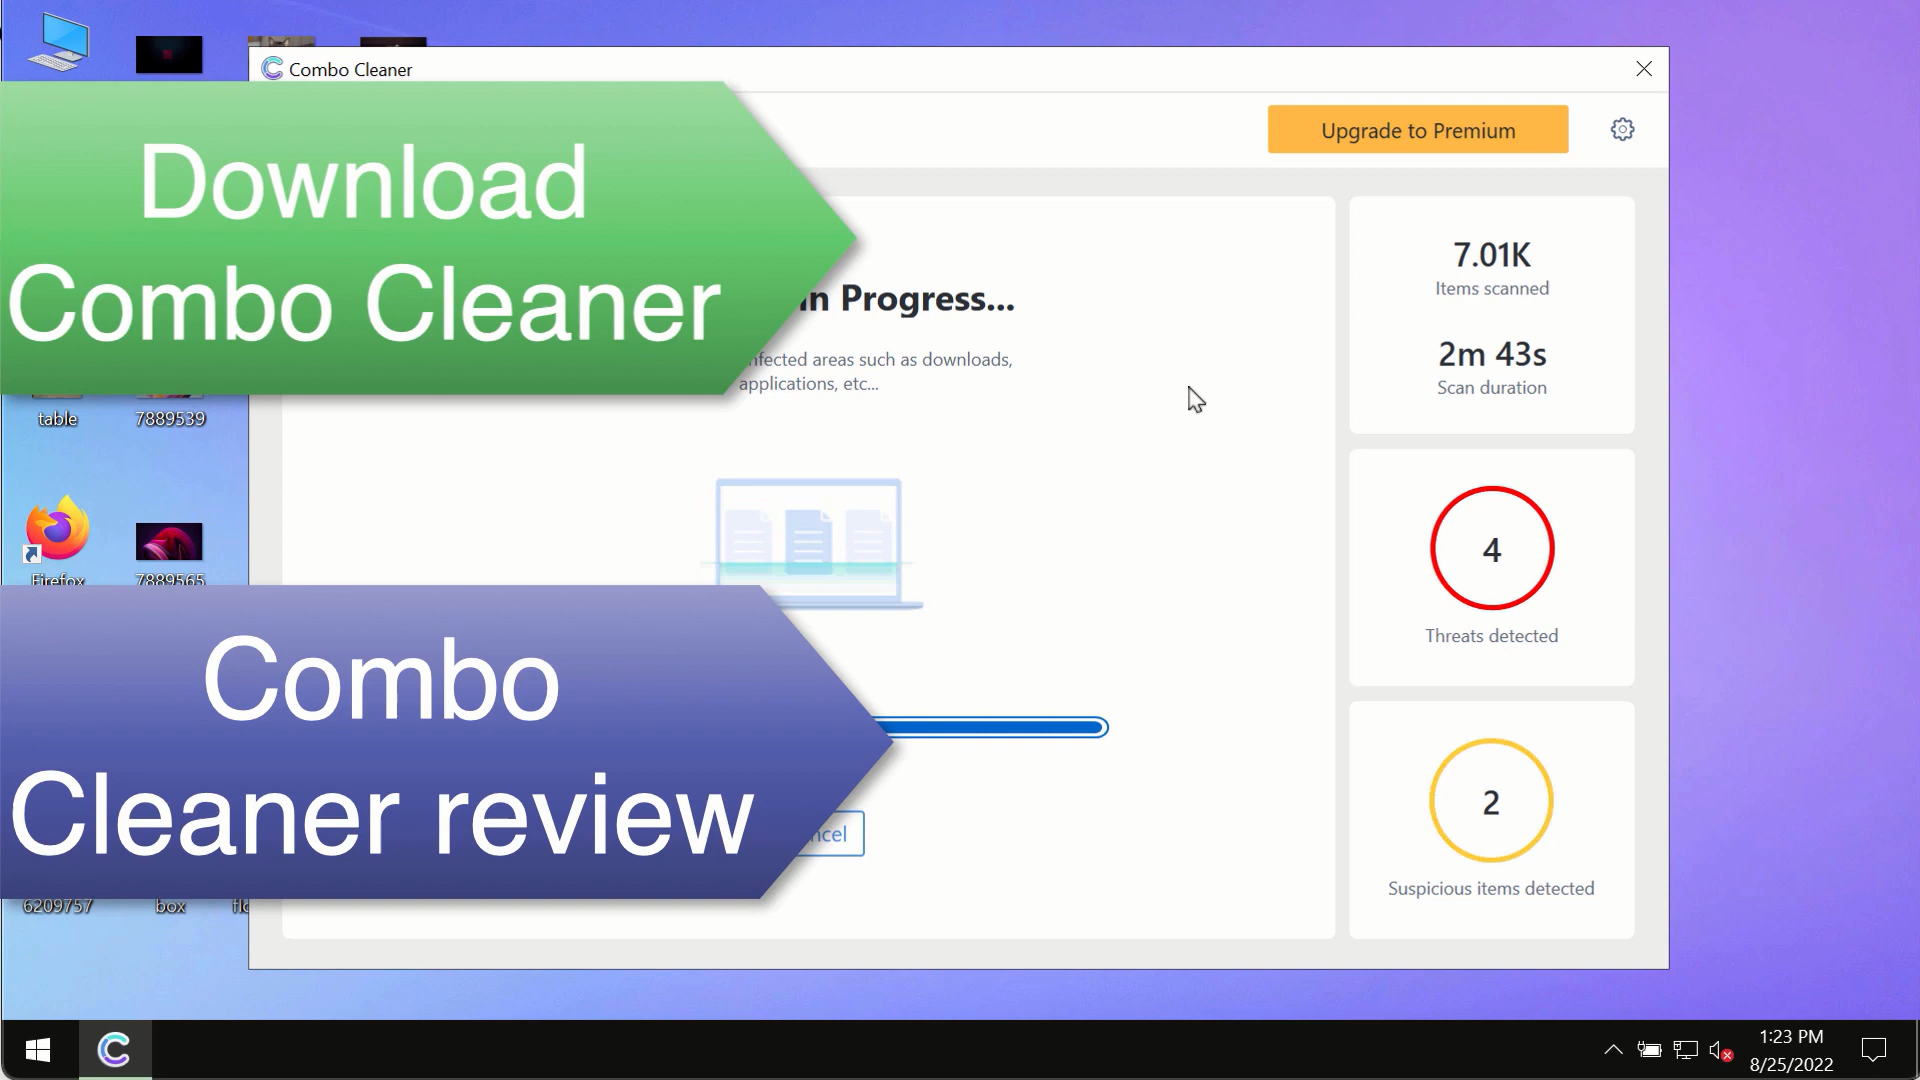 Combo Cleaner
Upgrade to Premium
Download
Combo Cleaner
in Progress...
infected areas such as downloads,
applications, etc...
7.01K
Items scanned
2m 43s
Scan duration
table
7889539
4
Threats detected
Firefox
7889565
Combo
Cleaner review
2
Suspicious items detected
6209757
box
1:23 PM
8/25/2022